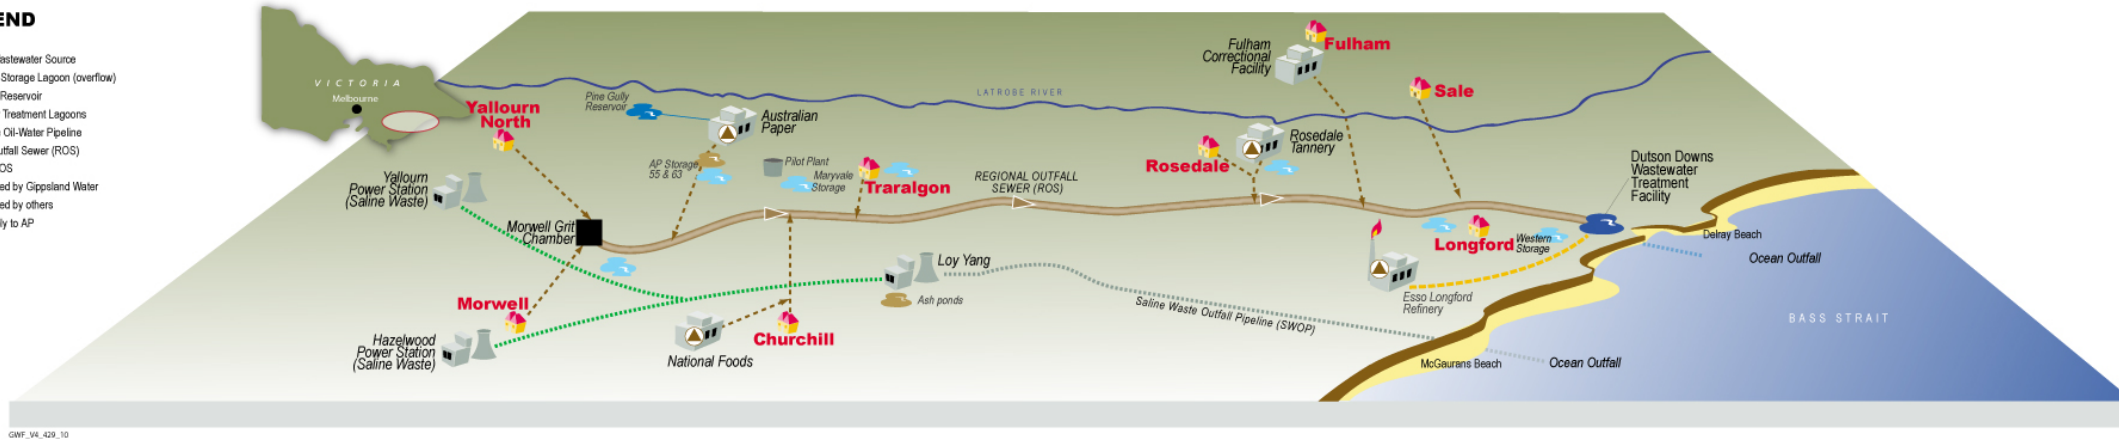 END
astewater Source
Storage Lagoon (overflow)
Reservoir
Treatment Lagoons
Oil-Water Pipeline
utfall Sewer (ROS)
OS
ed by Gippsland Water
ed by others
ly to AP
VICTORIA
Melbourne
Yallourn
North
Yallourn
Power Station
(Saline Waste)
Morwell Grit
Chamber
Morwell
Hazelwood
Power Station
(Saline Waste)
Pine Gully
Reservoir
Australian
Paper
AP Storage
55 & 63
Pilot Plant
Maryvale
Storage
Traralgon
National Foods
Churchill
Loy Yang
Ash ponds
LATROBE RIVER
REGIONAL OUTFALL
SEWER (ROS)
Saline Waste Outfall Pipeline (SWOP)
Fulham
Correctional
Facility
Fulham
Sale
Rosedale
Rosedale
Tannery
Longford
Western
Storage
Esso Longford
Refinery
Dutson Downs
Wastewater
Treatment
Facility
Delray Beach
Ocean Outfall
BASS STRAIT
McGaurans Beach
Ocean Outfall
GWF_V4_429_10